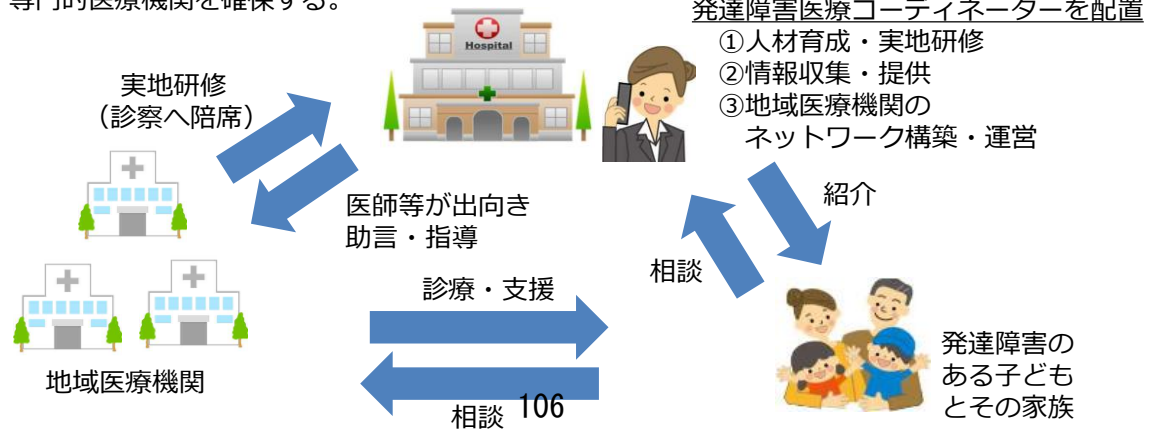 専門的医療機関を確保する。
発達障害医療コーディネーターを配置
①人材育成・実地研修
②情報収集・提供
③地域医療機関の
ネットワーク構築・運営
Hospital
実地研修
（診察へ陪席）
医師等が出向き
助言・指導
紹介
相談
診療・支援
地域医療機関
相談
106
発達障害の
ある子ども
とその家族